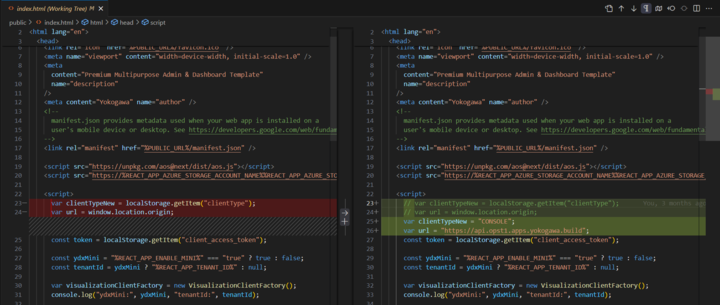 index.html (Working Tree) M
public > index.html > html > head > script
2 <html lang="en">
3 <head>
6 <link rel="icon" href="%PUBLIC_URL%/favicon.ico" />
7 <meta name="viewport" content="width=device-width, initial-scale=1.0" />
8 <meta
9 content="Premium Multipurpose Admin & Dashboard Template"
10 name="description"
11 />
12 <meta content="Yokogawa" name="author" />
13 <!--
14 manifest.json provides metadata used when your web app is installed on a
15 user's mobile device or desktop. See https://developers.google.com/web/fundam
16 -->
17 <link rel="manifest" href="%PUBLIC_URL%/manifest.json" />
18
19 <script src="https://unpkg.com/aos@next/dist/aos.js"></script>
20 <script src="https://%REACT_APP_AZURE_STORAGE_ACCOUNT_NAME%%REACT_APP_AZURE_STO
21
22 <script>
23 — var clientTypeNew = localStorage.getItem("clientType");
24 — var url = window.location.origin;
25 const token = localStorage.getItem("client_access_token");
26
27 const ydxMini = "%REACT_APP_ENABLE_MINI%" === "true" ? true : false;
28 const tenantId = ydxMini ? "%REACT_APP_TENANT_ID%" : null;
29
30 var visualizationClientFactory = new VisualizationClientFactory();
31 console.log("ydxMini:", ydxMini, "tenantId:", tenantId);
2 <html lang="en">
3 <head>
6 <link rel="icon" href="%PUBLIC_URL%/favicon.ico" />
7 <meta name="viewport" content="width=device-width, initial-scale=1.0" />
8 <meta
9 content="Premium Multipurpose Admin & Dashboard Template"
10 name="description"
11 />
12 <meta content="Yokogawa" name="author" />
13 <!--
14 manifest.json provides metadata used when your web app is installed on a
15 user's mobile device or desktop. See https://developers.google.com/web/fundamenta
16 -->
17 <link rel="manifest" href="%PUBLIC_URL%/manifest.json" />
18
19 <script src="https://unpkg.com/aos@next/dist/aos.js"></script>
20 <script src="https://%REACT_APP_AZURE_STORAGE_ACCOUNT_NAME%%REACT_APP_AZURE_STORAGE_
21
22 <script>
23 + // var clientTypeNew = localStorage.getItem("clientType"); You, 3 months ago
24 + // var url = window.location.origin;
25 + var clientTypeNew = "CONSOLE";
26 + var url = "https://api.opsti.apps.yokogawa.build";
27 const token = localStorage.getItem("client_access_token");
28
29 const ydxMini = "%REACT_APP_ENABLE_MINI%" === "true" ? true : false;
30 const tenantId = ydxMini ? "%REACT_APP_TENANT_ID%" : null;
31
32 var visualizationClientFactory = new VisualizationClientFactory();
33 console.log("ydxMini:", ydxMini, "tenantId:", tenantId);